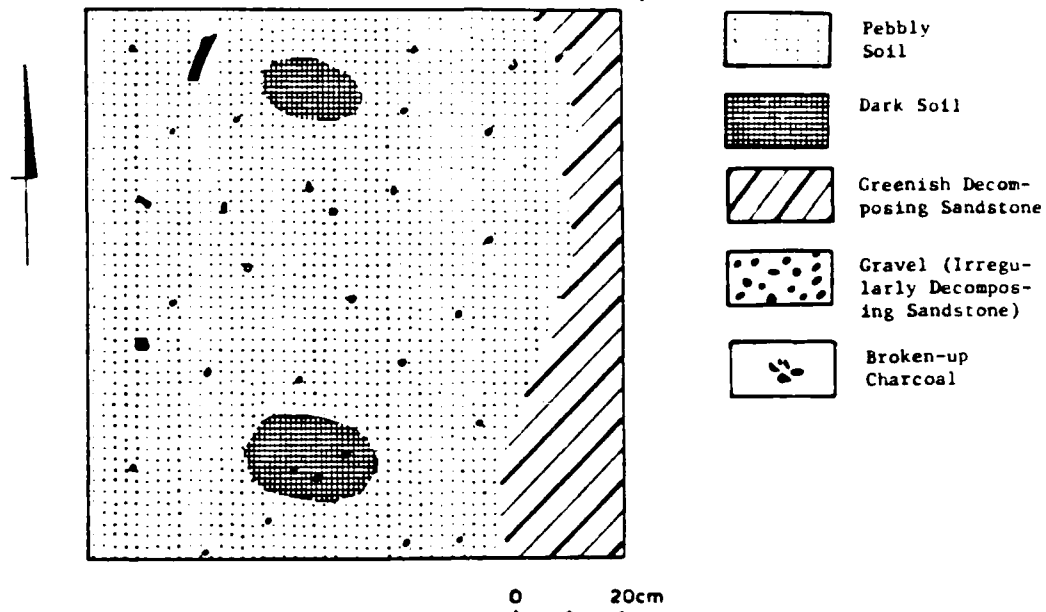 Pebbly
Soil
Dark Soil
Greenish Decom-
posing Sandstone
Gravel (Irregu-
larly Decompos-
ing Sandstone)
Broken-up
Charcoal
0 20cm